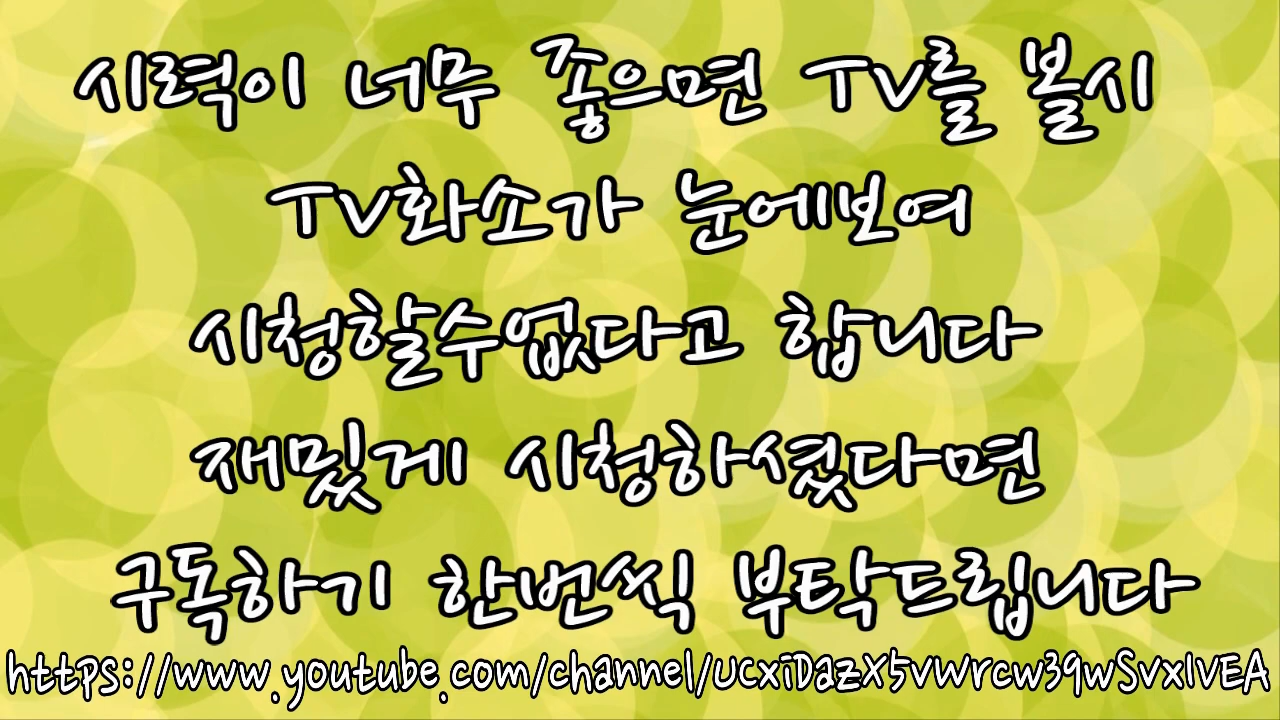 시력이 너무 좋으면 TV를 볼시
TV화소가 눈에보여
시청할수없다고 합니다
재밌게 시청하셨다면
구독하기 한번씩 부탁드립니다
https://www.youtube.com/channel/UCxiDazX5vWrcw39wSvxIVEA